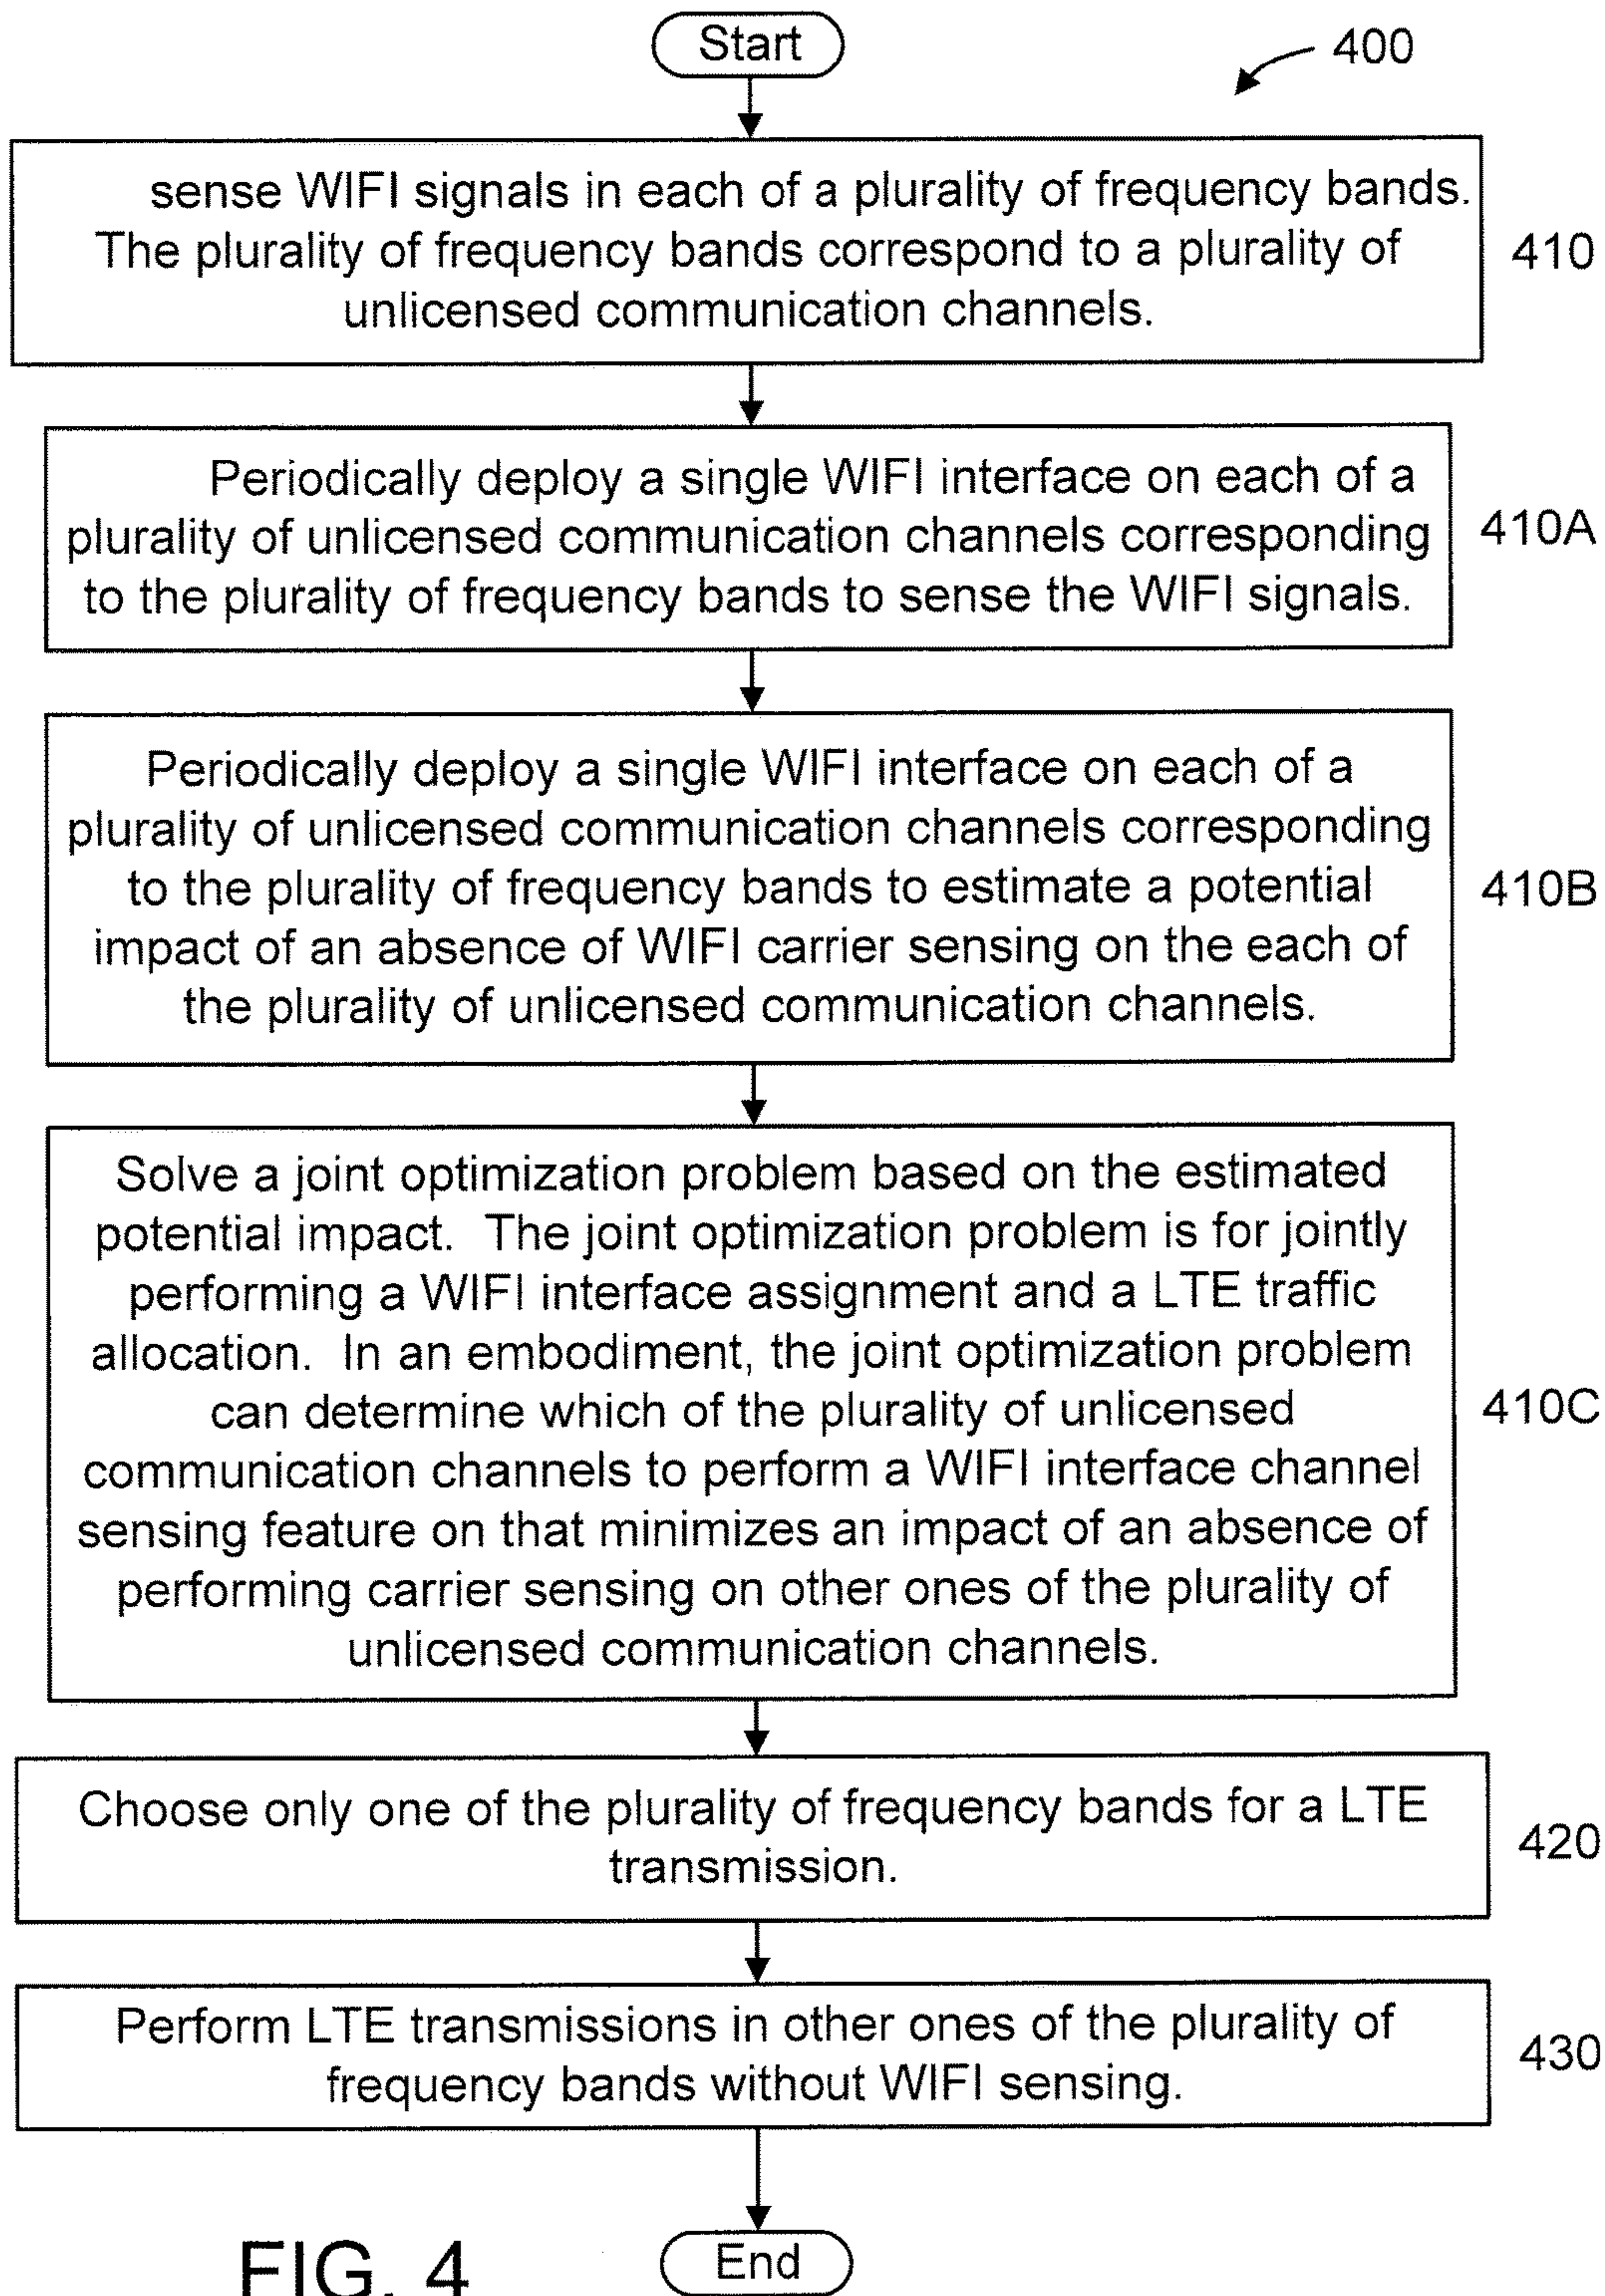 Start
400
sense WIFI signals in each of a plurality of frequency bands.
The plurality of frequency bands correspond to a plurality of
unlicensed communication channels.
410
Periodically deploy a single WIFI interface on each of a
plurality of unlicensed communication channels corresponding
to the plurality of frequency bands to sense the WIFI signals.
410A
Periodically deploy a single WIFI interface on each of a
plurality of unlicensed communication channels corresponding
to the plurality of frequency bands to estimate a potential
impact of an absence of WIFI carrier sensing on the each of
the plurality of unlicensed communication channels.
410B
Solve a joint optimization problem based on the estimated
potential impact. The joint optimization problem is for jointly
performing a WIFI interface assignment and a LTE traffic
allocation. In an embodiment, the joint optimization problem
can determine which of the plurality of unlicensed
communication channels to perform a WIFI interface channel
sensing feature on that minimizes an impact of an absence of
performing carrier sensing on other ones of the plurality of
unlicensed communication channels.
410C
Choose only one of the plurality of frequency bands for a LTE
transmission.
420
Perform LTE transmissions in other ones of the plurality of
frequency bands without WIFI sensing.
430
End
FIG. 4